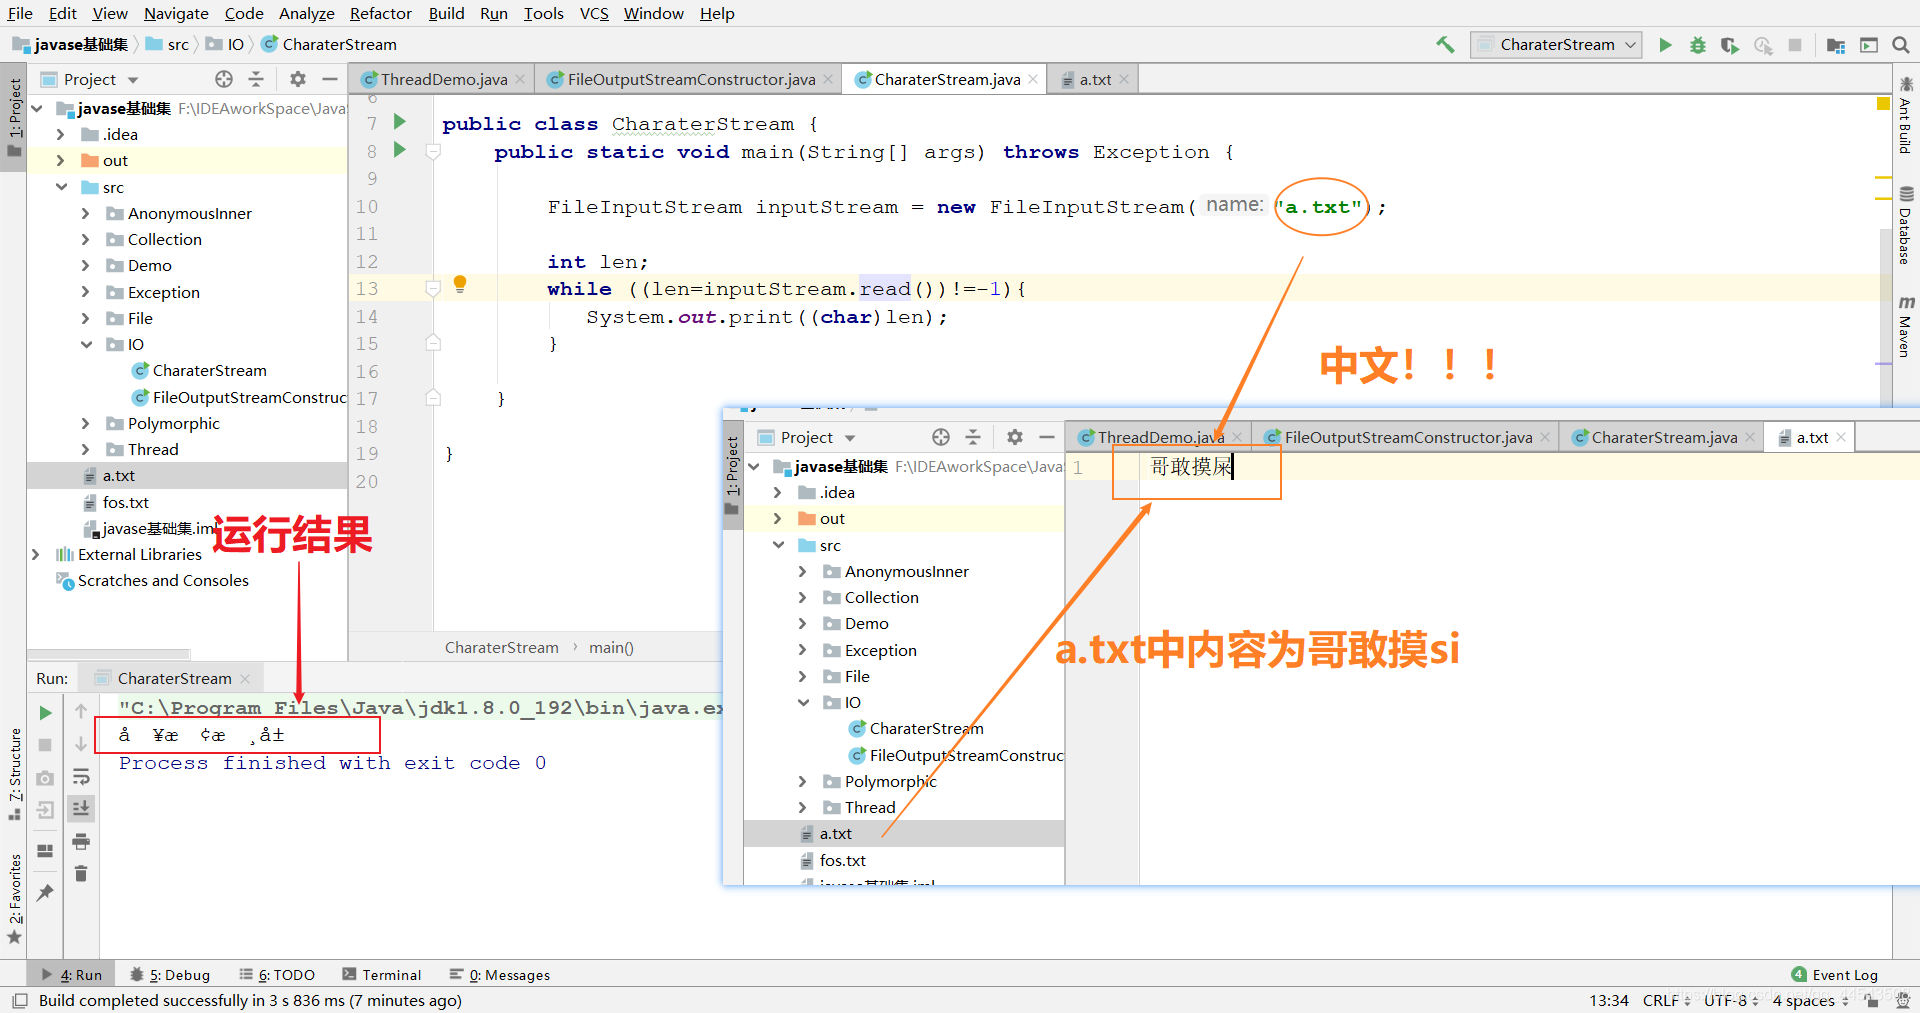 File Edit View Navigate Code Analyze Refactor Build Run Tools VCS Window Help
javase基础集 src IO CharaterStream
CharaterStream
1: Project
Project
ThreadDemo.java FileOutputStreamConstructor.java CharaterStream.java a.txt
javase基础集 F:\IDEAworkSpace\Java
.idea
out
src
AnonymousInner
Collection
Demo
Exception
File
IO
CharaterStream
FileOutputStreamConstruc
Polymorphic
Thread
a.txt
fos.txt
javase基础集.iml
External Libraries
Scratches and Consoles
运行结果
6
7 public class CharaterStream {
8 public static void main(String[] args) throws Exception {
9
10 FileInputStream inputStream = new FileInputStream( name: "a.txt");
11
12 int len;
13 while ((len=inputStream.read())!=-1){
14 System.out.print((char)len);
15 }
16
17 }
18
19 }
20
CharaterStream › main()
中文！！！
Ant Build
Database
m Maven
1: Project
Project
ThreadDemo.java FileOutputStreamConstructor.java CharaterStream.java a.txt
javase基础集 F:\IDEAworkSpace\Java
.idea
out
src
AnonymousInner
Collection
Demo
Exception
File
IO
CharaterStream
FileOutputStreamConstruc
Polymorphic
Thread
a.txt
fos.txt
javase基础集.iml
1 哥敢摸屎
a.txt中内容为哥敢摸si
Run: CharaterStream
"C:\Program Files\Java\jdk1.8.0_192\bin\java.ex
å ¥æ ¢æ ¸å±
Process finished with exit code 0
7: Structure
2: Favorites
4: Run 5: Debug 6: TODO Terminal 0: Messages
4 Event Log
Build completed successfully in 3 s 836 ms (7 minutes ago)
13:34 CRLF UTF-8 4 spaces